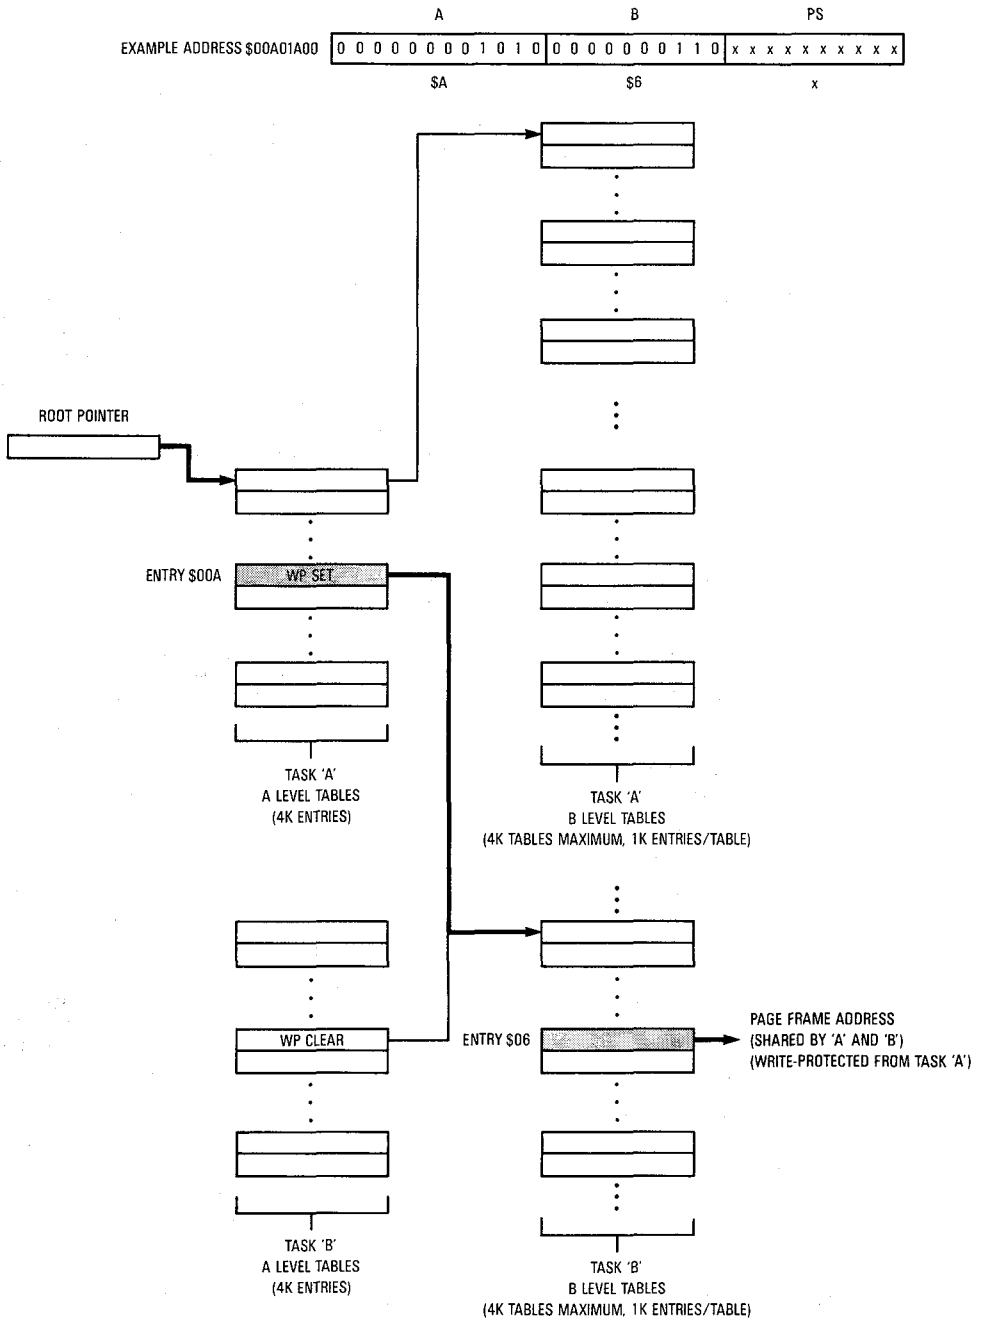 A B PS
EXAMPLE ADDRESS $00A01A00 0 0 0 0 0 0 0 0 1 0 1 0 0 0 0 0 0 0 0 1 1 0 x x x x x x x x x x
$A $6 x
ROOT POINTER
ENTRY $00A WP SET
TASK 'A'
A LEVEL TABLES
(4K ENTRIES)
TASK 'A'
B LEVEL TABLES
(4K TABLES MAXIMUM, 1K ENTRIES/TABLE)
WP CLEAR
ENTRY $06
PAGE FRAME ADDRESS
(SHARED BY 'A' AND 'B')
(WRITE-PROTECTED FROM TASK 'A')
TASK 'B'
A LEVEL TABLES
(4K ENTRIES)
TASK 'B'
B LEVEL TABLES
(4K TABLES MAXIMUM, 1K ENTRIES/TABLE)